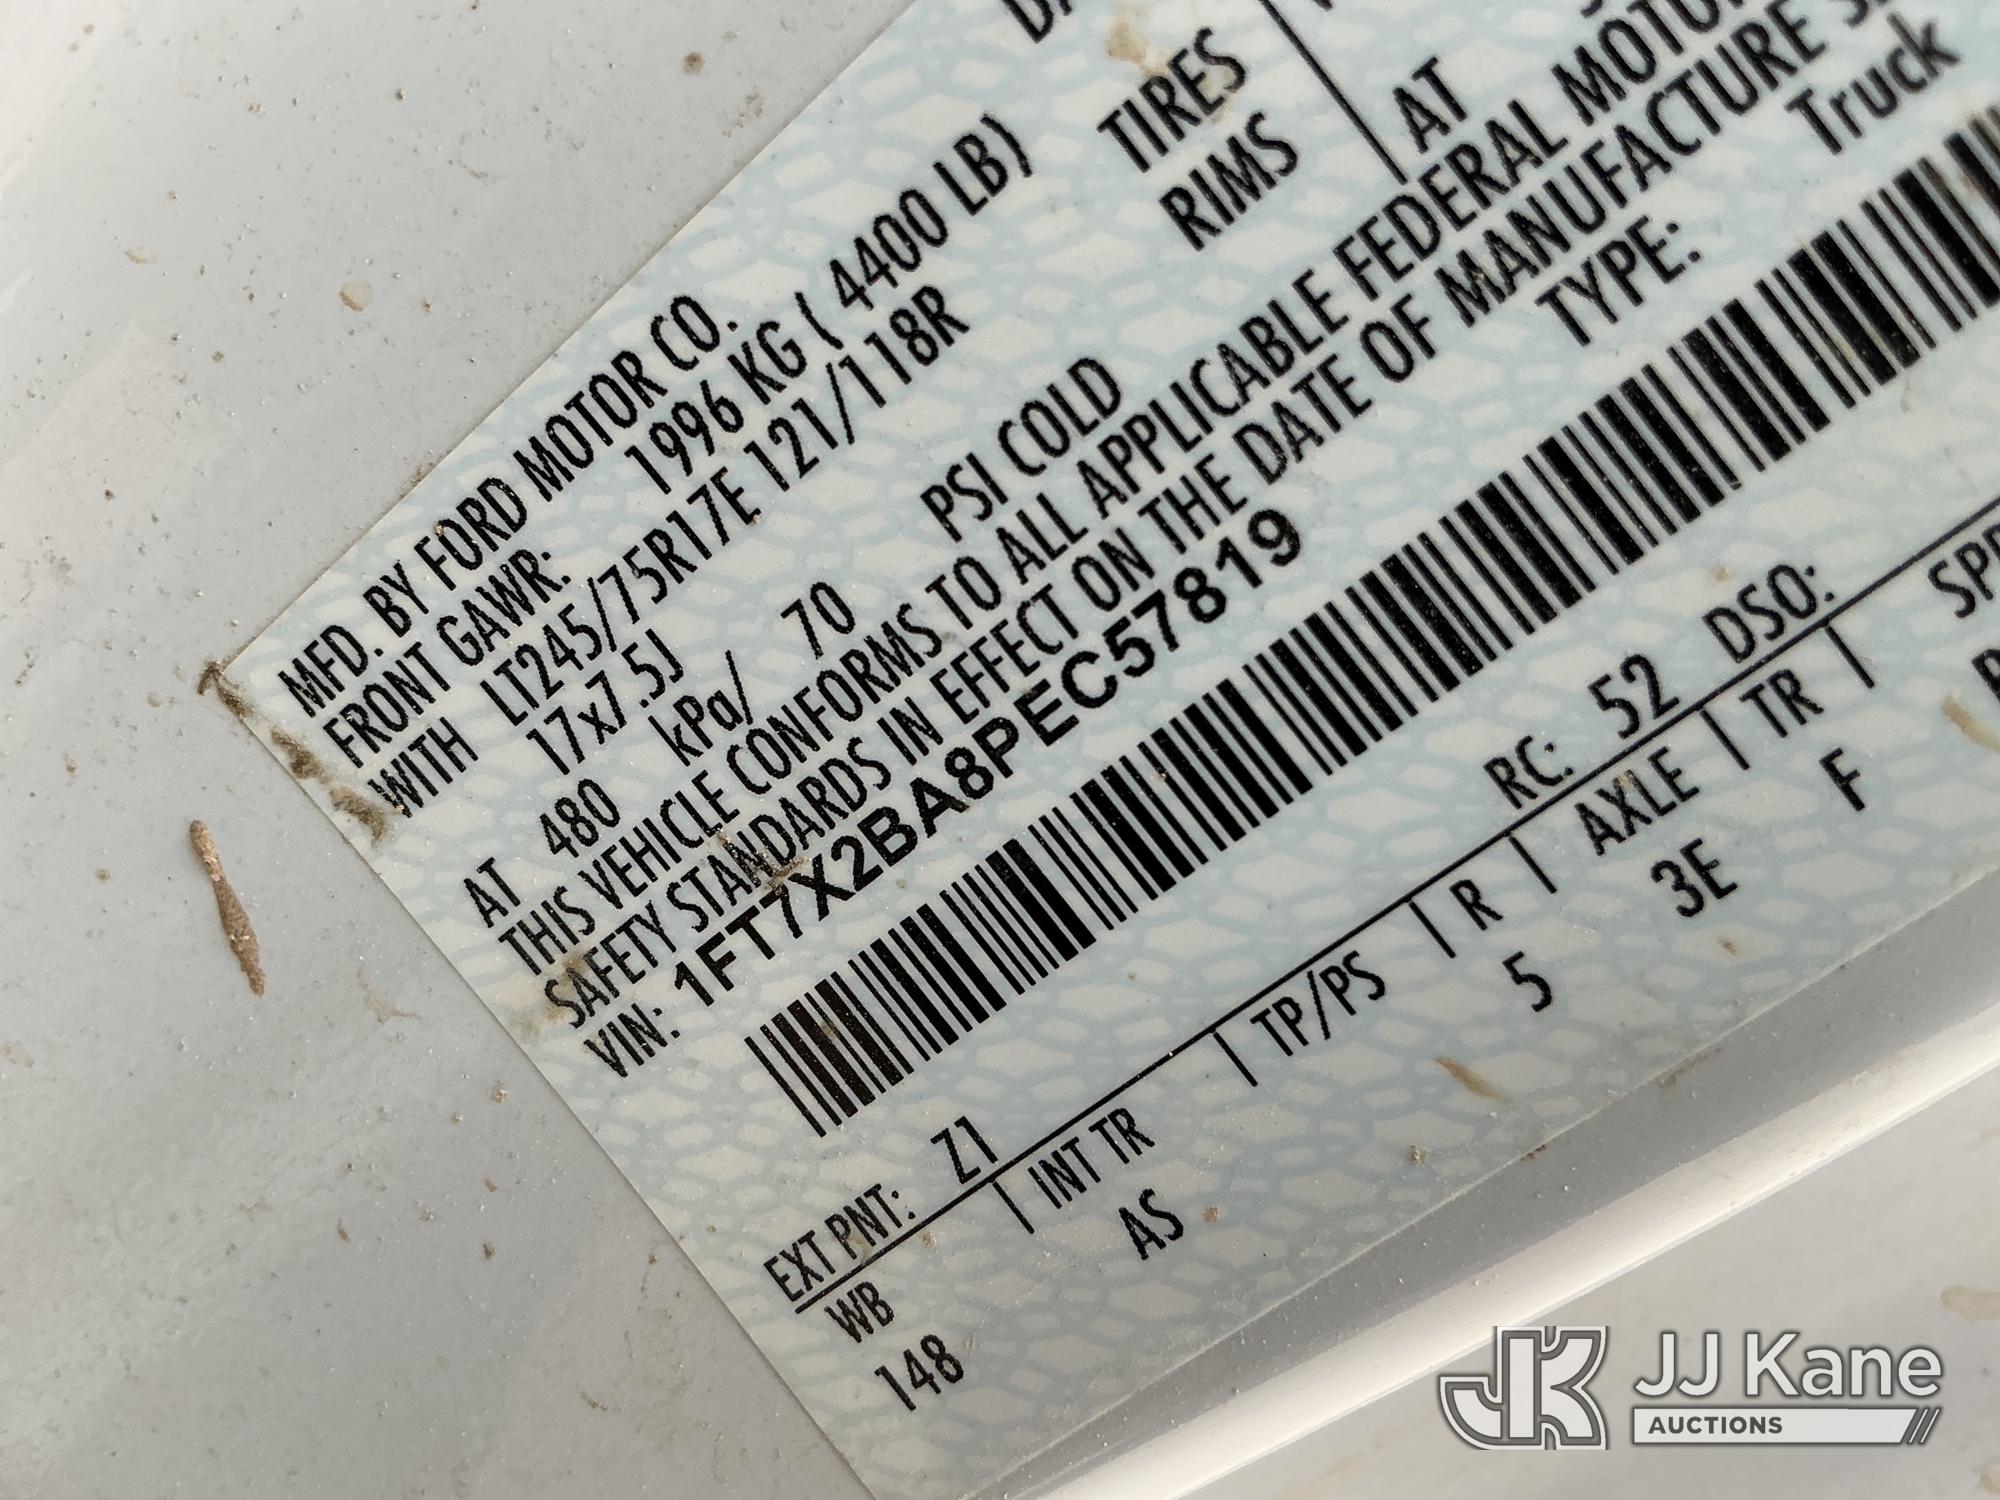 MFD. BY FORD MOTOR CO.
FRONT GAWR:
1996 KG ( 4400 LB)
WITH LT245/75R17E 121/118R TIRES
17x7.5J RIMS
AT 480 kPa/ 70 PSI COLD AT
THIS VEHICLE CONFORMS TO ALL APPLICABLE FEDERAL MOTOR
SAFETY STANDARDS IN EFFECT ON THE DATE OF MANUFACTURE
VIN: 1FT7X2BA8PEC57819 TYPE: Truck
EXT PNT: Z1 RC: 52 DSO:
WB | INT TR | TP/PS | R | AXLE | TR |
148 AS 5 3E F
JK JJ Kane
AUCTIONS